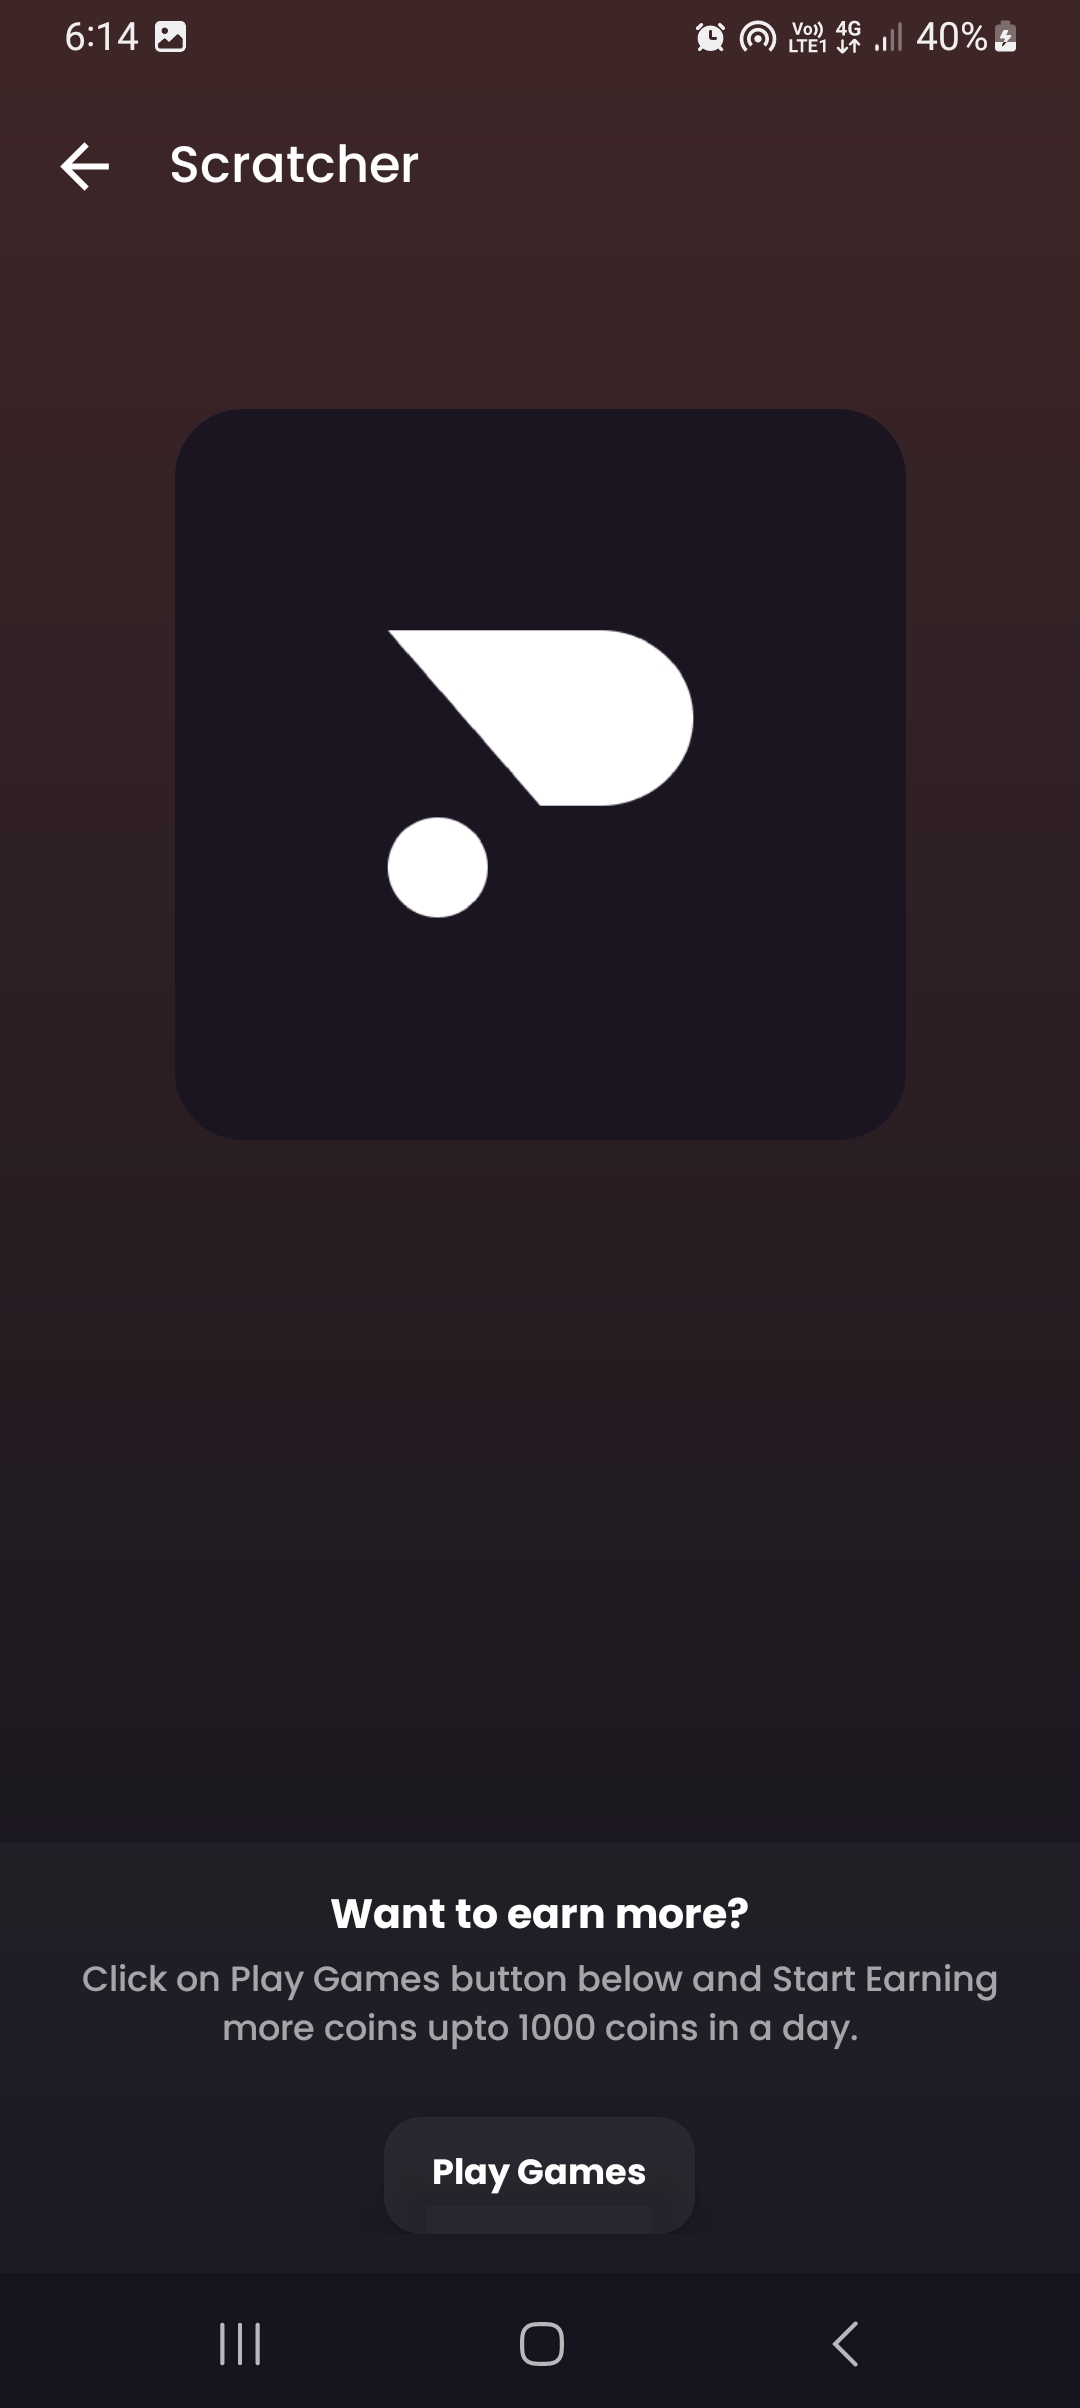 6:14
Vo)) 4G 40%
LTE1
Scratcher
Want to earn more?
Click on Play Games button below and Start Earning
more coins upto 1000 coins in a day.
Play Games